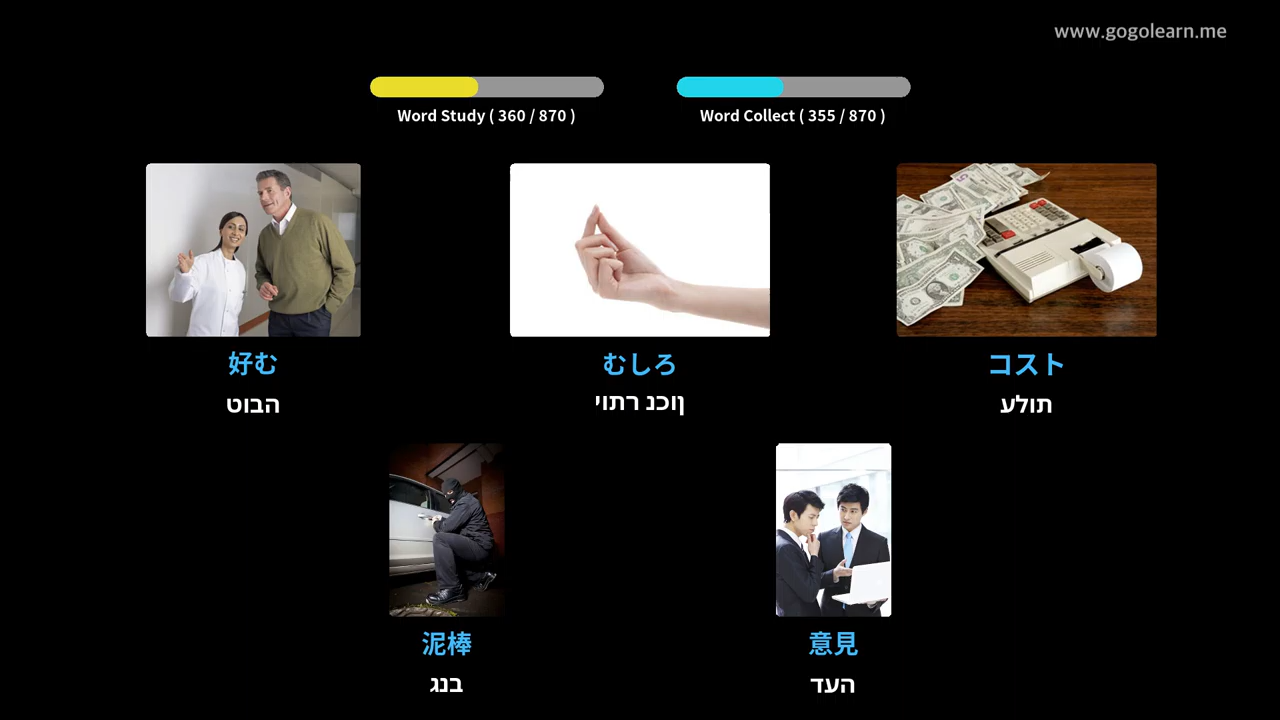 www.gogolearn.me
Word Study ( 360 / 870 )
Word Collect ( 355 / 870 )
好む
הבוט
むしろ
ןוכנ רתוי
コスト
תולע
泥棒
בנג
意見
העד